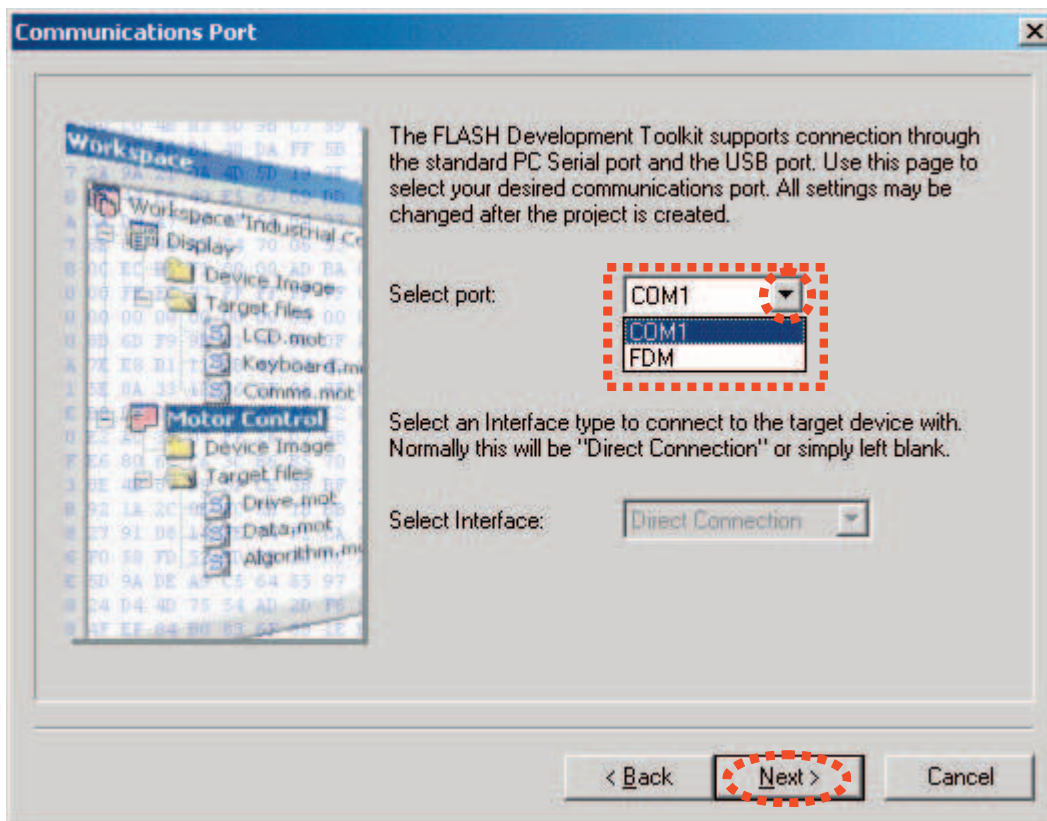 Communications Port
The FLASH Development Toolkit supports connection through
the standard PC Serial port and the USB port. Use this page to
select your desired communications port. All settings may be
changed after the project is created.
Select port:
COM1
COM1
FDM
Select an Interface type to connect to the target device with.
Normally this will be "Direct Connection" or simply left blank.
Select Interface:
Direct Connection
Workspace
Workspace "Industrial
Display
Device Image
Target files
LCD.mot
Keyboard.
Comms.mot
Motor Control
Device Image
Target files
Drive.mot
Data.mot
Algorithm.
< Back
Next >
Cancel